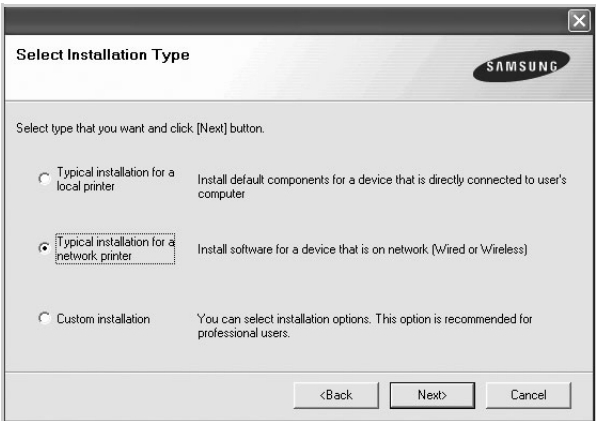 Select Installation Type
SAMSUNG
Select type that you want and click [Next] button.
Typical installation for a
local printer
Install default components for a device that is directly connected to user's
computer
Typical installation for a
network printer
Install software for a device that is on network (Wired or Wireless)
Custom installation
You can select installation options. This option is recommended for
professional users.
<Back
Next>
Cancel